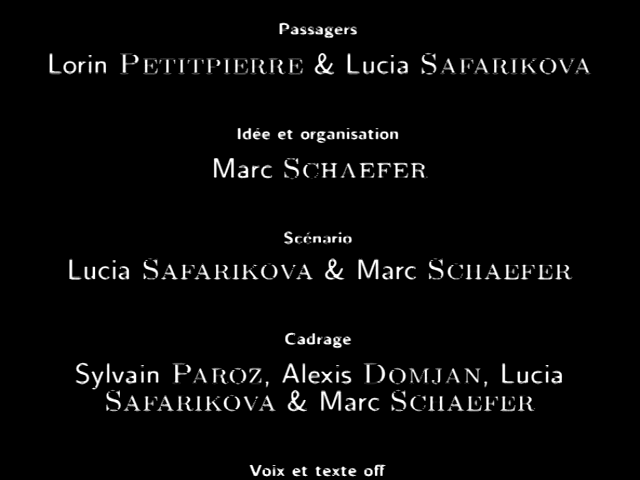 Passagers
Lorin PETITPIERRE & Lucia SAFARIKOVA
Idée et organisation
Marc SCHAEFER
Scénario
Lucia SAFARIKOVA & Marc SCHAEFER
Cadrage
Sylvain PAROZ, Alexis DOMJAN, Lucia
SAFARIKOVA & Marc SCHAEFER
Voix et texte off